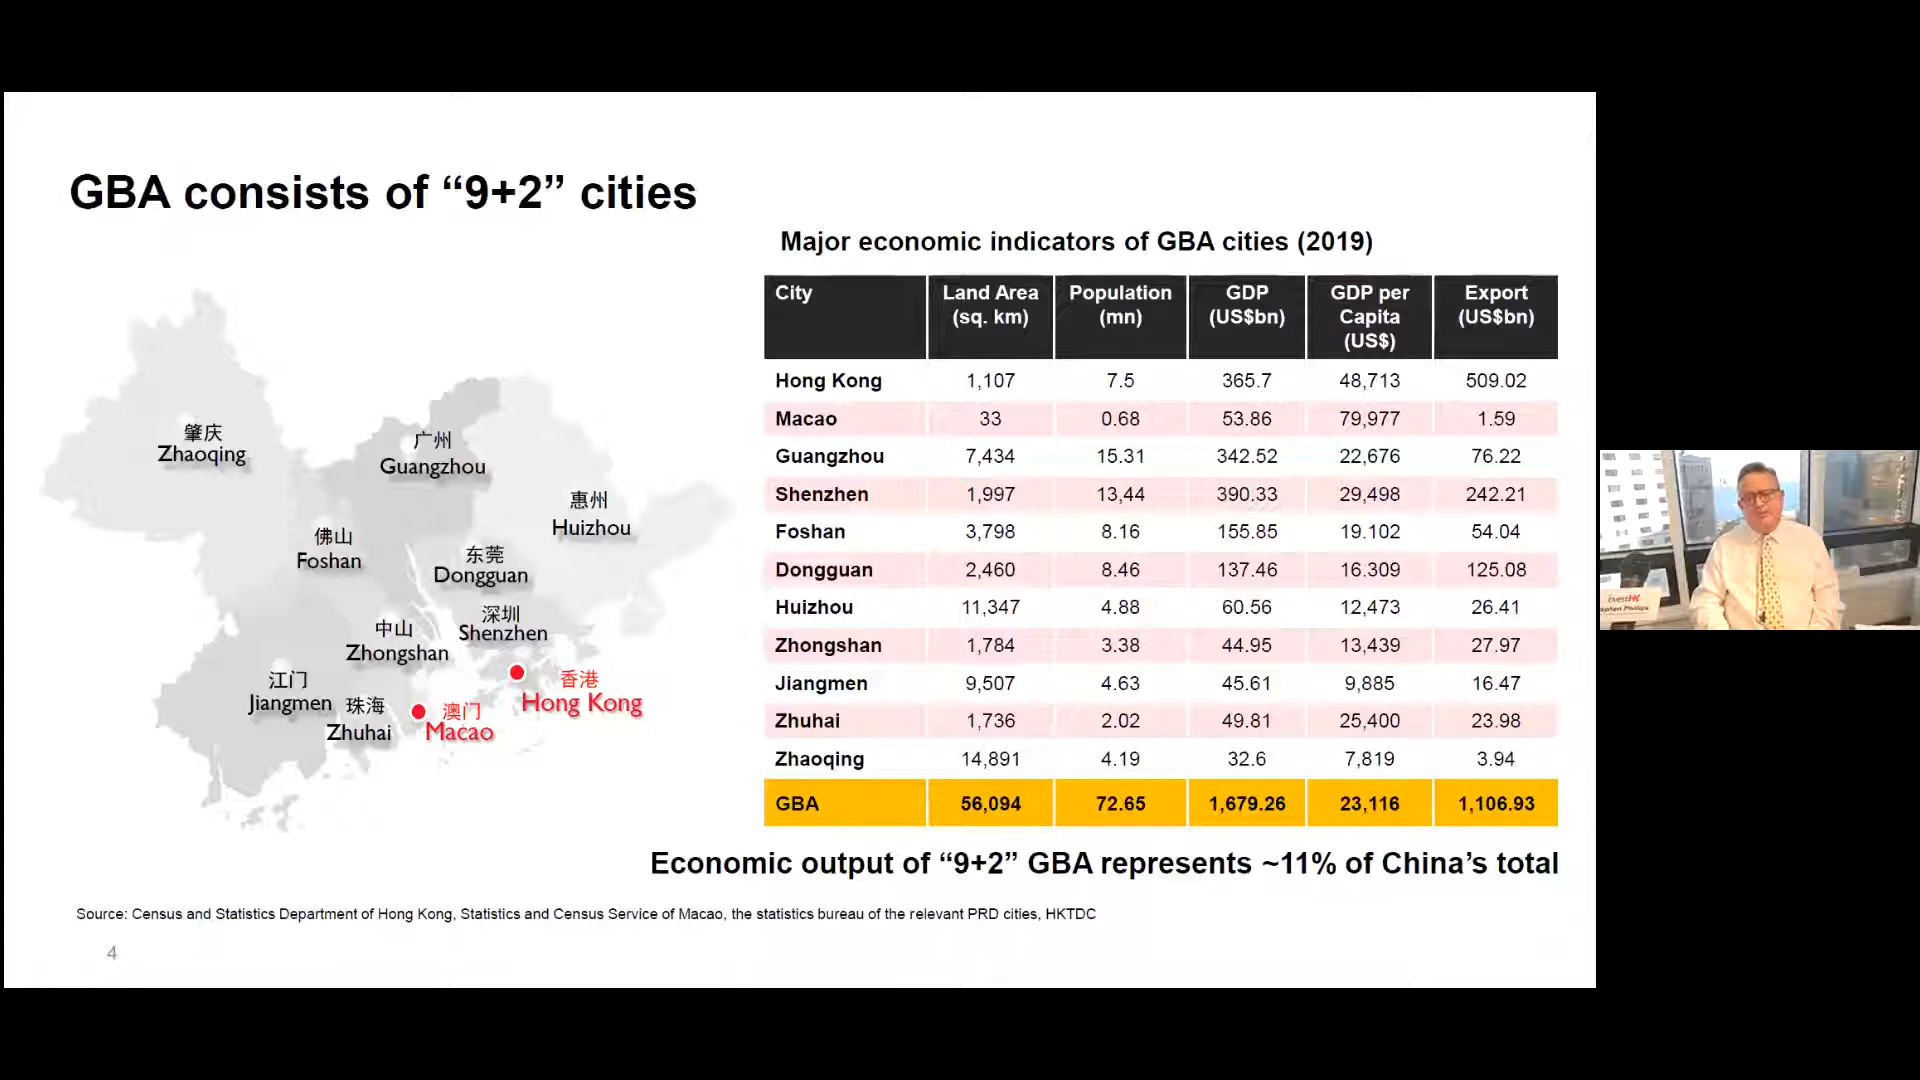 GBA consists of “9+2” cities
Major economic indicators of GBA cities (2019)
City Land Area (sq. km) Population (mn) GDP (US$bn) GDP per Capita (US$) Export (US$bn)
Hong Kong 1,107 7.5 365.7 48,713 509.02
Macao 33 0.68 53.86 79,977 1.59
Guangzhou 7,434 15.31 342.52 22,676 76.22
Shenzhen 1,997 13,44 390.33 29,498 242.21
Foshan 3,798 8.16 155.85 19.102 54.04
Dongguan 2,460 8.46 137.46 16.309 125.08
Huizhou 11,347 4.88 60.56 12,473 26.41
Zhongshan 1,784 3.38 44.95 13,439 27.97
Jiangmen 9,507 4.63 45.61 9,885 16.47
Zhuhai 1,736 2.02 49.81 25,400 23.98
Zhaoqing 14,891 4.19 32.6 7,819 3.94
GBA 56,094 72.65 1,679.26 23,116 1,106.93
肇庆
Zhaoqing
广州
Guangzhou
惠州
Huizhou
佛山
Foshan
东莞
Dongguan
深圳
Shenzhen
中山
Zhongshan
香港
Hong Kong
江门
Jiangmen
珠海
Zhuhai
澳门
Macao
Economic output of “9+2” GBA represents ~11% of China’s total
Source: Census and Statistics Department of Hong Kong, Statistics and Census Service of Macao, the statistics bureau of the relevant PRD cities, HKTDC
4
investHK
Phillips